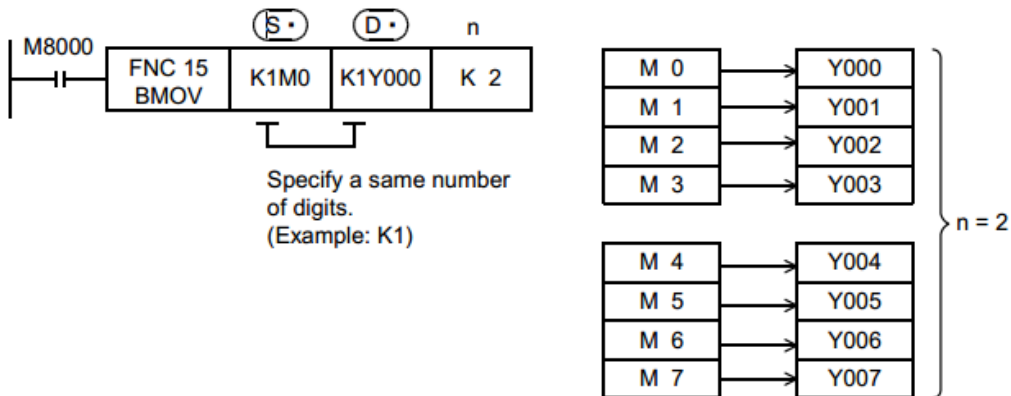 S· D· n
M8000
FNC 15 BMOV K1M0 K1Y000 K 2
Specify a same number
of digits.
(Example: K1)
M 0 Y000
M 1 Y001
M 2 Y002
M 3 Y003
n = 2
M 4 Y004
M 5 Y005
M 6 Y006
M 7 Y007